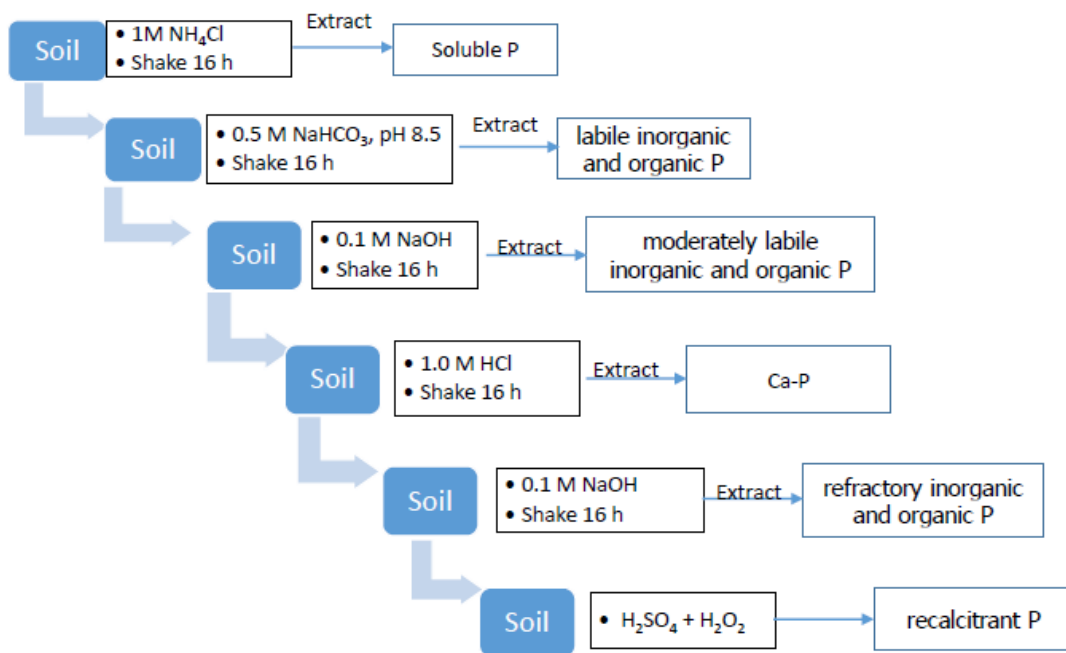 Soil
• 1M NH₄Cl
• Shake 16 h
Extract
Soluble P
Soil
• 0.5 M NaHCO₃, pH 8.5
• Shake 16 h
Extract
labile inorganic
and organic P
Soil
• 0.1 M NaOH
• Shake 16 h
Extract
moderately labile
inorganic and organic P
Soil
• 1.0 M HCl
• Shake 16 h
Extract
Ca-P
Soil
• 0.1 M NaOH
• Shake 16 h
Extract
refractory inorganic
and organic P
Soil
• H₂SO₄ + H₂O₂
recalcitrant P